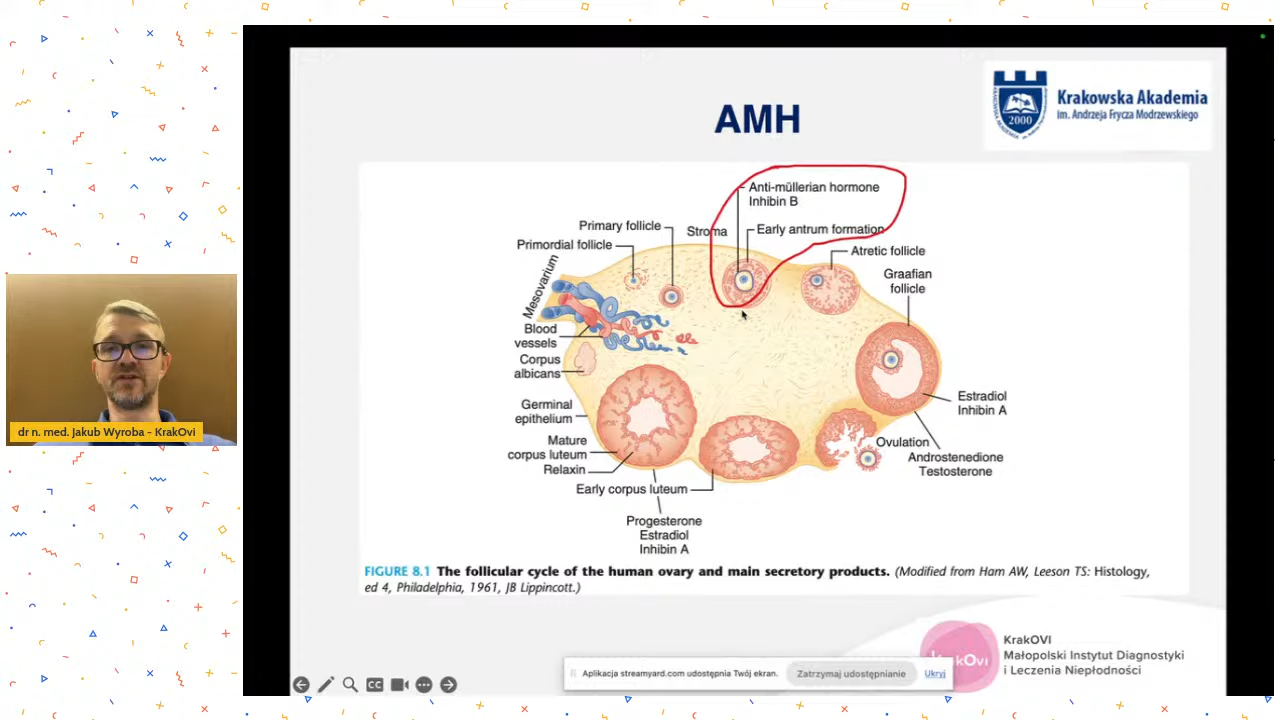 AMH
2000
Krakowska Akademia
im. Andrzeja Frycza Modrzewskiego
Anti-müllerian hormone
Inhibin B
Primary follicle
Stroma
Early antrum formation
Primordial follicle
Atretic follicle
Mesovarium
Graafian
follicle
Blood
vessels
Corpus
albicans
Germinal
epithelium
Estradiol
Inhibin A
Mature
corpus luteum
Relaxin
Ovulation
Androstenedione
Testosterone
Early corpus luteum
Progesterone
Estradiol
Inhibin A
FIGURE 8.1 The follicular cycle of the human ovary and main secretory products. (Modified from Ham AW, Leeson TS: Histology,
ed 4, Philadelphia, 1961, JB Lippincott.)
dr n. med. Jakub Wyroba - KrakOvi
KrakOVI
Małopolski Instytut Diagnostyki
i Leczenia Niepłodności
Aplikacja streamyard.com udostępnia Twój ekran.
Zatrzymaj udostępnianie
Ukryj
CC